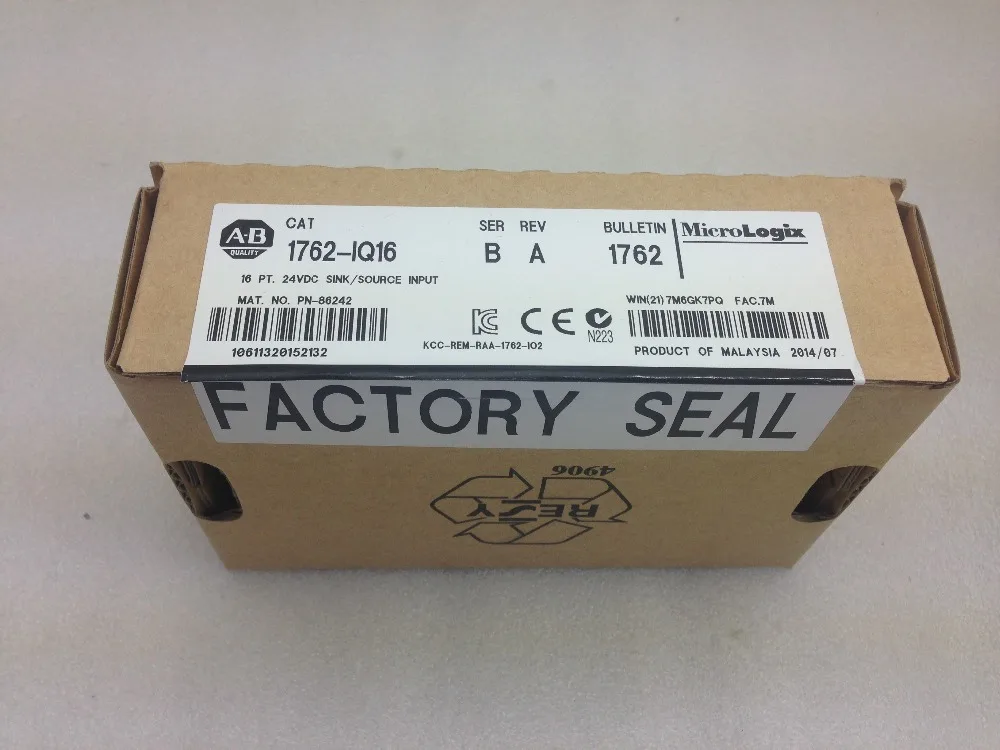 A-B
QUALITY
CAT
1762-IQ16
SER REV
B A
BULLETIN
1762
MicroLogix
16 PT. 24VDC SINK/SOURCE INPUT
MAT. NO. PN-86242
10611320152132
KCC-REM-RAA-1762-IO2
CE
N223
WIN(21) 7M6GK7PQ FAC.7M
PRODUCT OF MALAYSIA 2014/07
FACTORY SEAL
4906
RESY